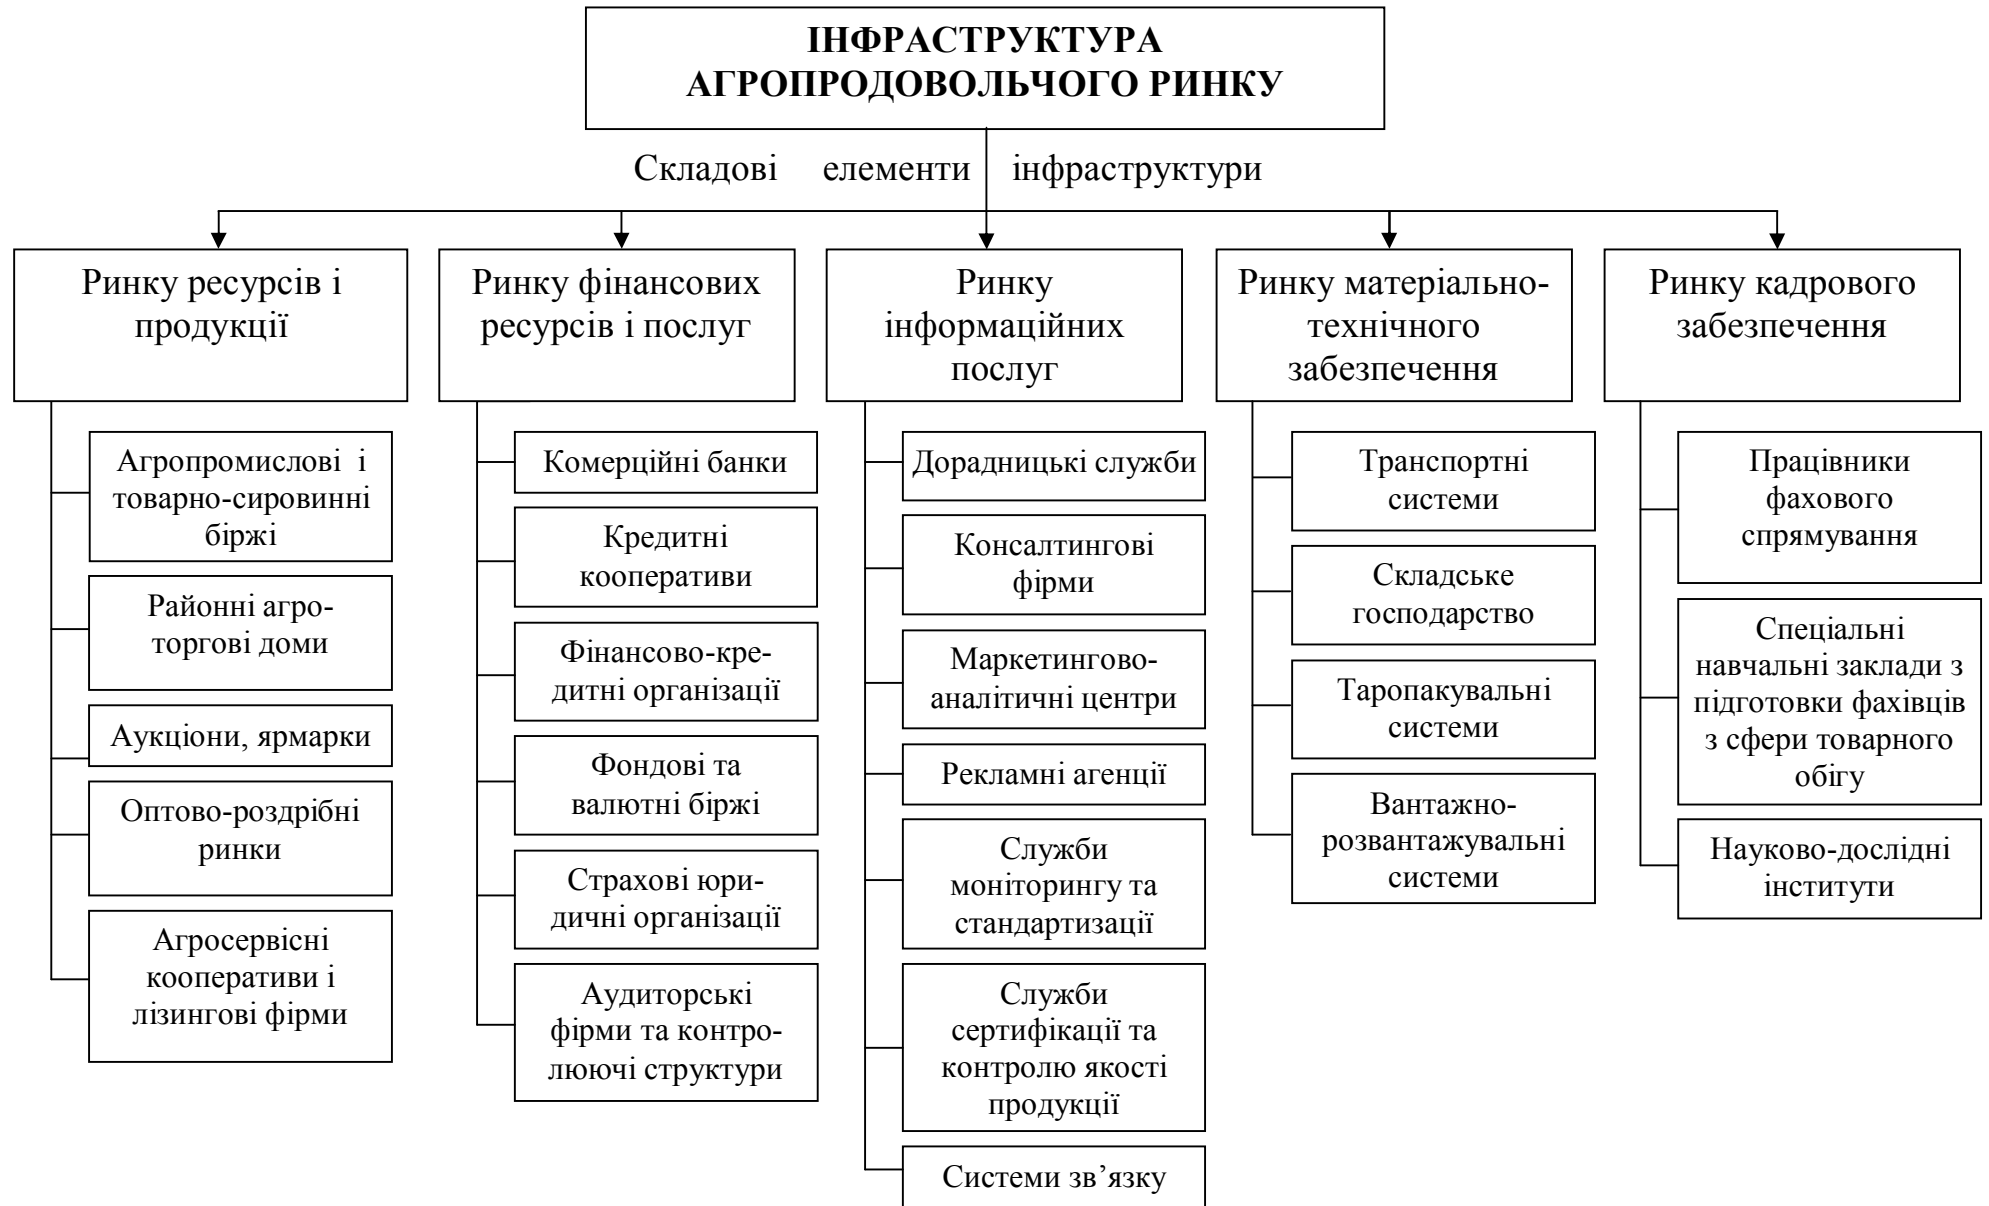 ІНФРАСТРУКТУРА
АГРОПРОДОВОЛЬЧОГО РИНКУ
Складові елементи інфраструктури
Ринку ресурсів і
продукції
Агропромислові і
товарно-сировинні
біржі
Районні агро-
торгові доми
Аукціони, ярмарки
Оптово-роздрібні
ринки
Агросервісні
кооперативи і
лізингові фірми
Ринку фінансових
ресурсів і послуг
Комерційні банки
Кредитні
кооперативи
Фінансово-кре-
дитні організації
Фондові та
валютні біржі
Страхові юри-
дичні організації
Аудиторські
фірми та контро-
люючі структури
Ринку
інформаційних
послуг
Дорадницькі служби
Консалтингові
фірми
Маркетингово-
аналітичні центри
Рекламні агенції
Служби
моніторингу та
стандартизації
Служби
сертифікації та
контролю якості
продукції
Системи зв’язку
Ринку матеріально-
технічного
забезпечення
Транспортні
системи
Складське
господарство
Таропакувальні
системи
Вантажно-
розвантажувальні
системи
Ринку кадрового
забезпечення
Працівники
фахового
спрямування
Спеціальні
навчальні заклади з
підготовки фахівців
з сфери товарного
обігу
Науково-дослідні
інститути